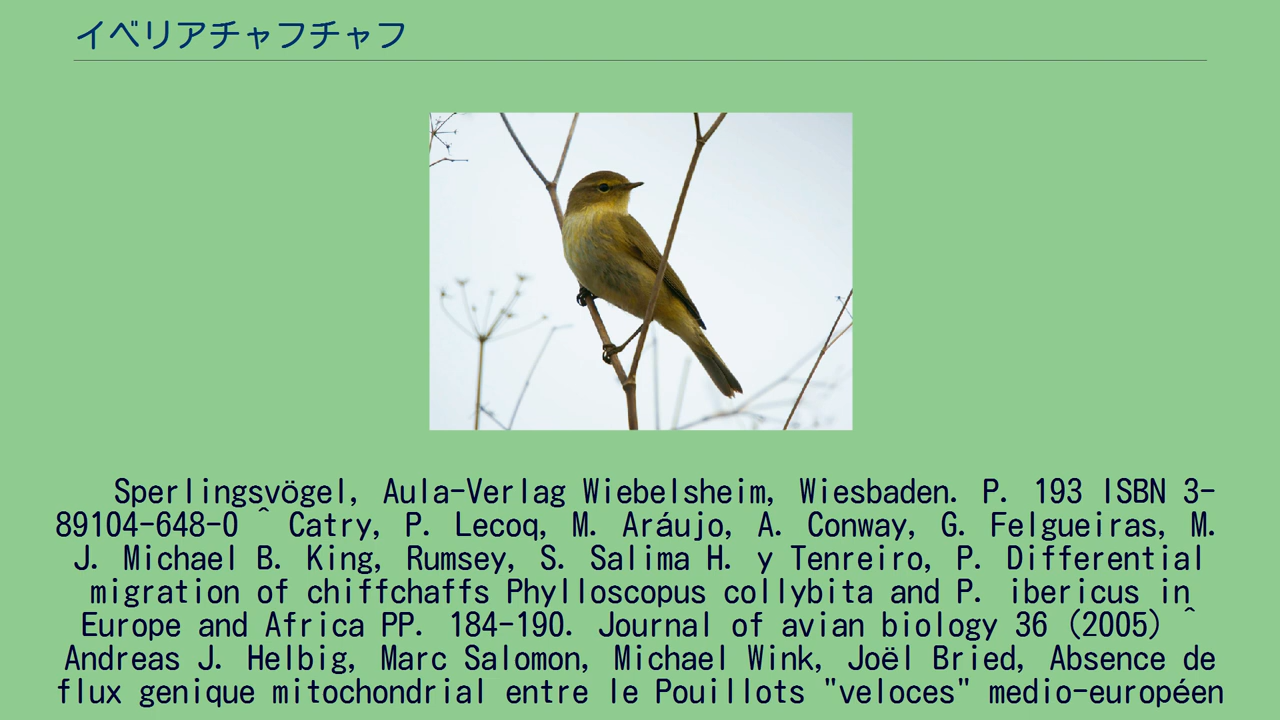 イベリアチャフチャフ
Sperlingsvögel, Aula-Verlag Wiebelsheim, Wiesbaden. P. 193 ISBN 3-
89104-648-0 ^ Catry, P. Lecoq, M. Aráujo, A. Conway, G. Felgueiras, M.
J. Michael B. King, Rumsey, S. Salima H. y Tenreiro, P. Differential
migration of chiffchaffs Phylloscopus collybita and P. ibericus in
Europe and Africa PP. 184-190. Journal of avian biology 36 (2005) ^
Andreas J. Helbig, Marc Salomon, Michael Wink, Joël Bried, Absence de
flux genique mitochondrial entre le Pouillots "veloces" medio-européen